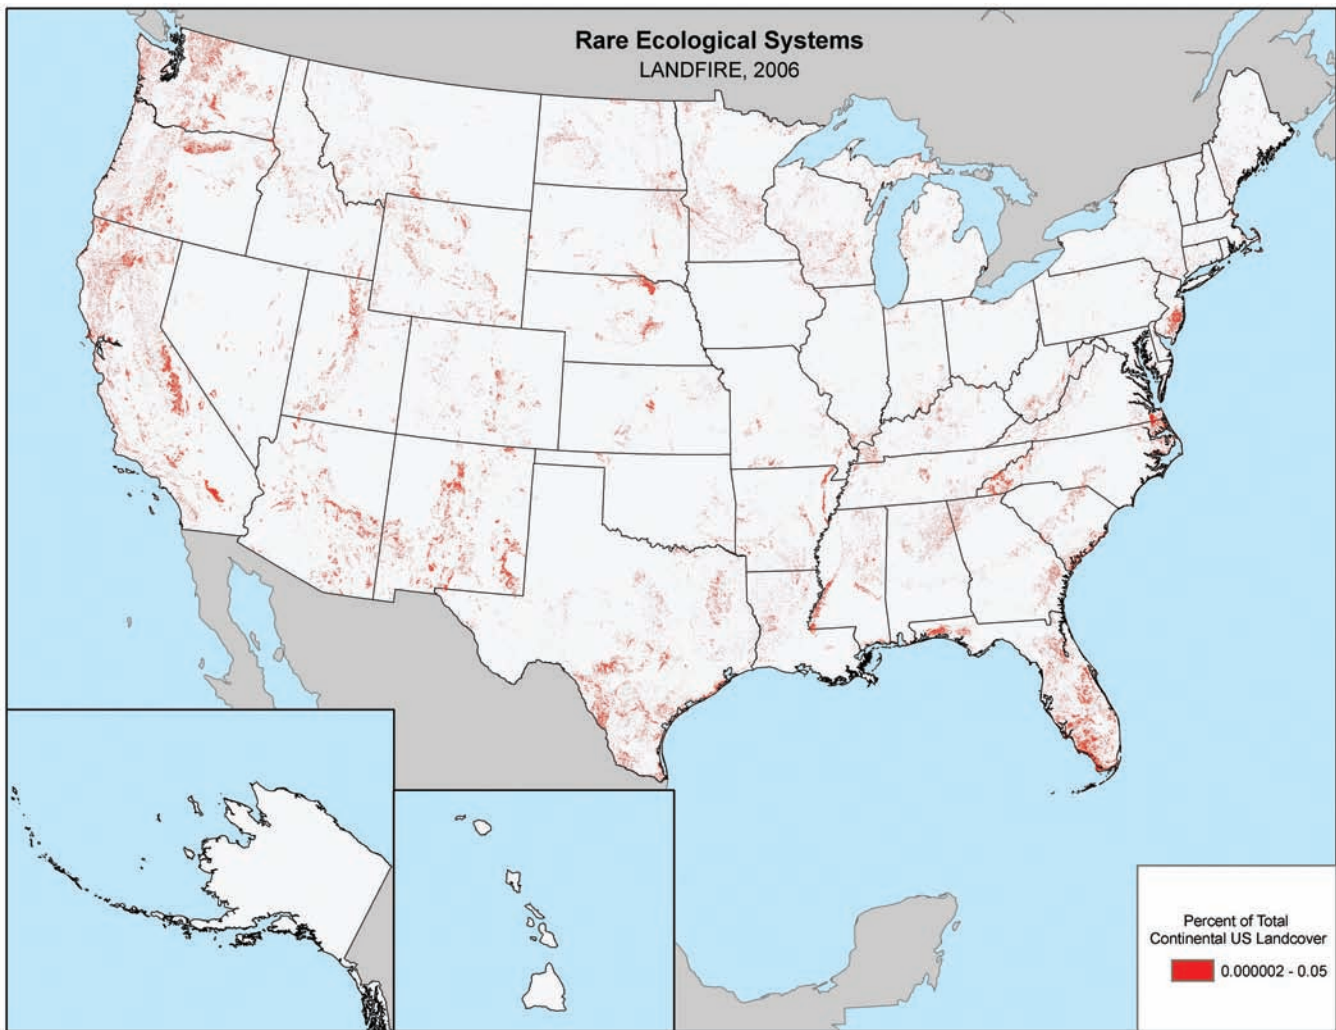 Rare Ecological Systems
LANDFIRE, 2006
Percent of Total
Continental US Landcover
0.000002 - 0.05